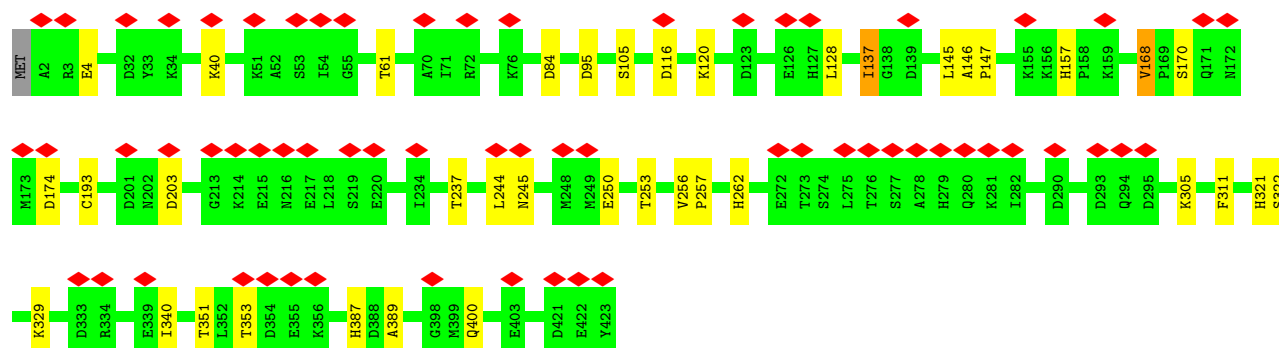 MET A2 R3 E4 D32 Y33 K34 K40 K51 A52 S53 I54 G55 T61 A70 I71 R72 K76 D84 D95 S105 D116 K120 D123 E126 H127 L128 I137 G138 D139 L145 A146 P147 K155 K156 H157 P158 K159 V168 P169 S170 Q171 N172
M173 D174 C193 D201 N202 D203 G213 K214 E215 N216 E217 L218 S219 E220 I234 T237 L244 N245 M248 M249 E250 T253 V256 P257 H262 E272 T273 S274 L275 T276 S277 A278 H279 Q280 K281 I282 D290 D293 Q294 D295 K305 F311 H321
K329 D333 R334 E339 I340 T351 L352 T353 D354 E355 K356 H387 D388 A389 G398 M399 Q400 E403 D421 E422 Y423